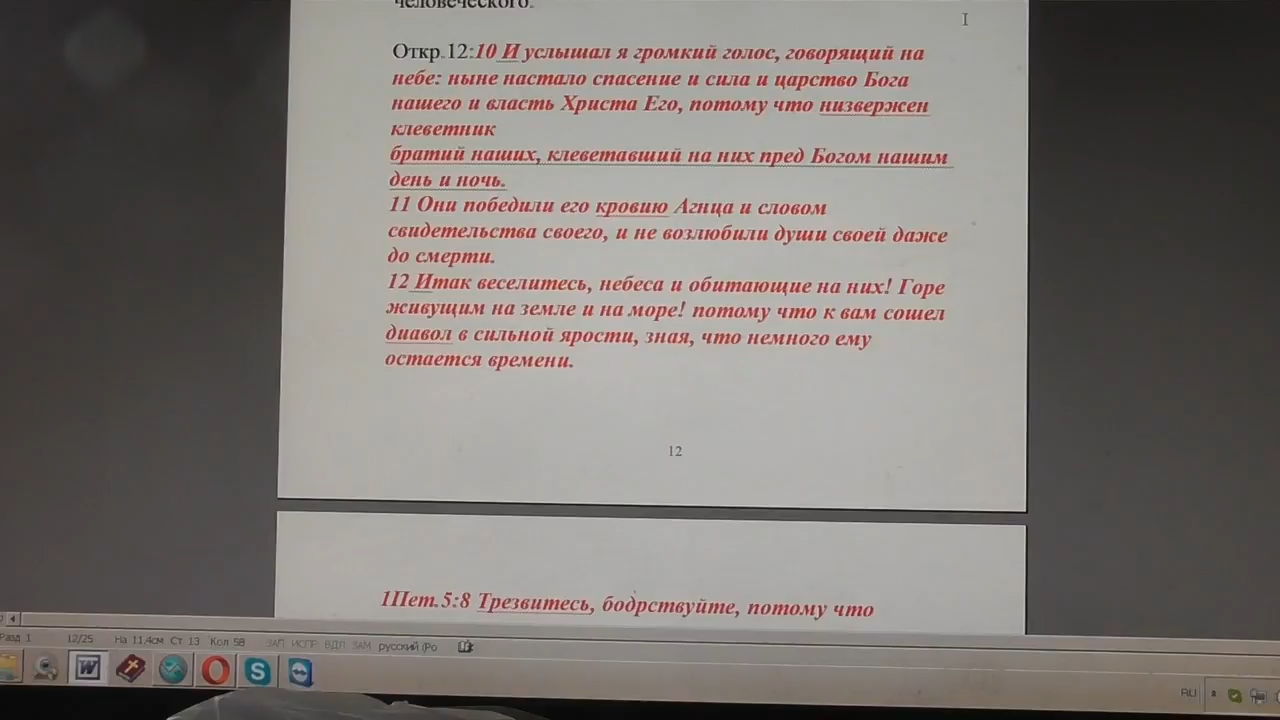 человеческого.
Откр.12:10 И услышал я громкий голос, говорящий на
небе: ныне настало спасение и сила и царство Бога
нашего и власть Христа Его, потому что низвержен
клеветник
братий наших, клеветавший на них пред Богом нашим
день и ночь.
11 Они победили его кровию Агнца и словом
свидетельства своего, и не возлюбили души своей даже
до смерти.
12 Итак веселитесь, небеса и обитающие на них! Горе
живущим на земле и на море! потому что к вам сошел
диавол в сильной ярости, зная, что немного ему
остается времени.
12
1Пет.5:8 Трезвитесь, бодрствуйте, потому что
Разд 1 12/25 На 11.4см Ст 13 Кол 58 ЗАП ИСПР ВДЛ ЗАМ русский (Ро
RU